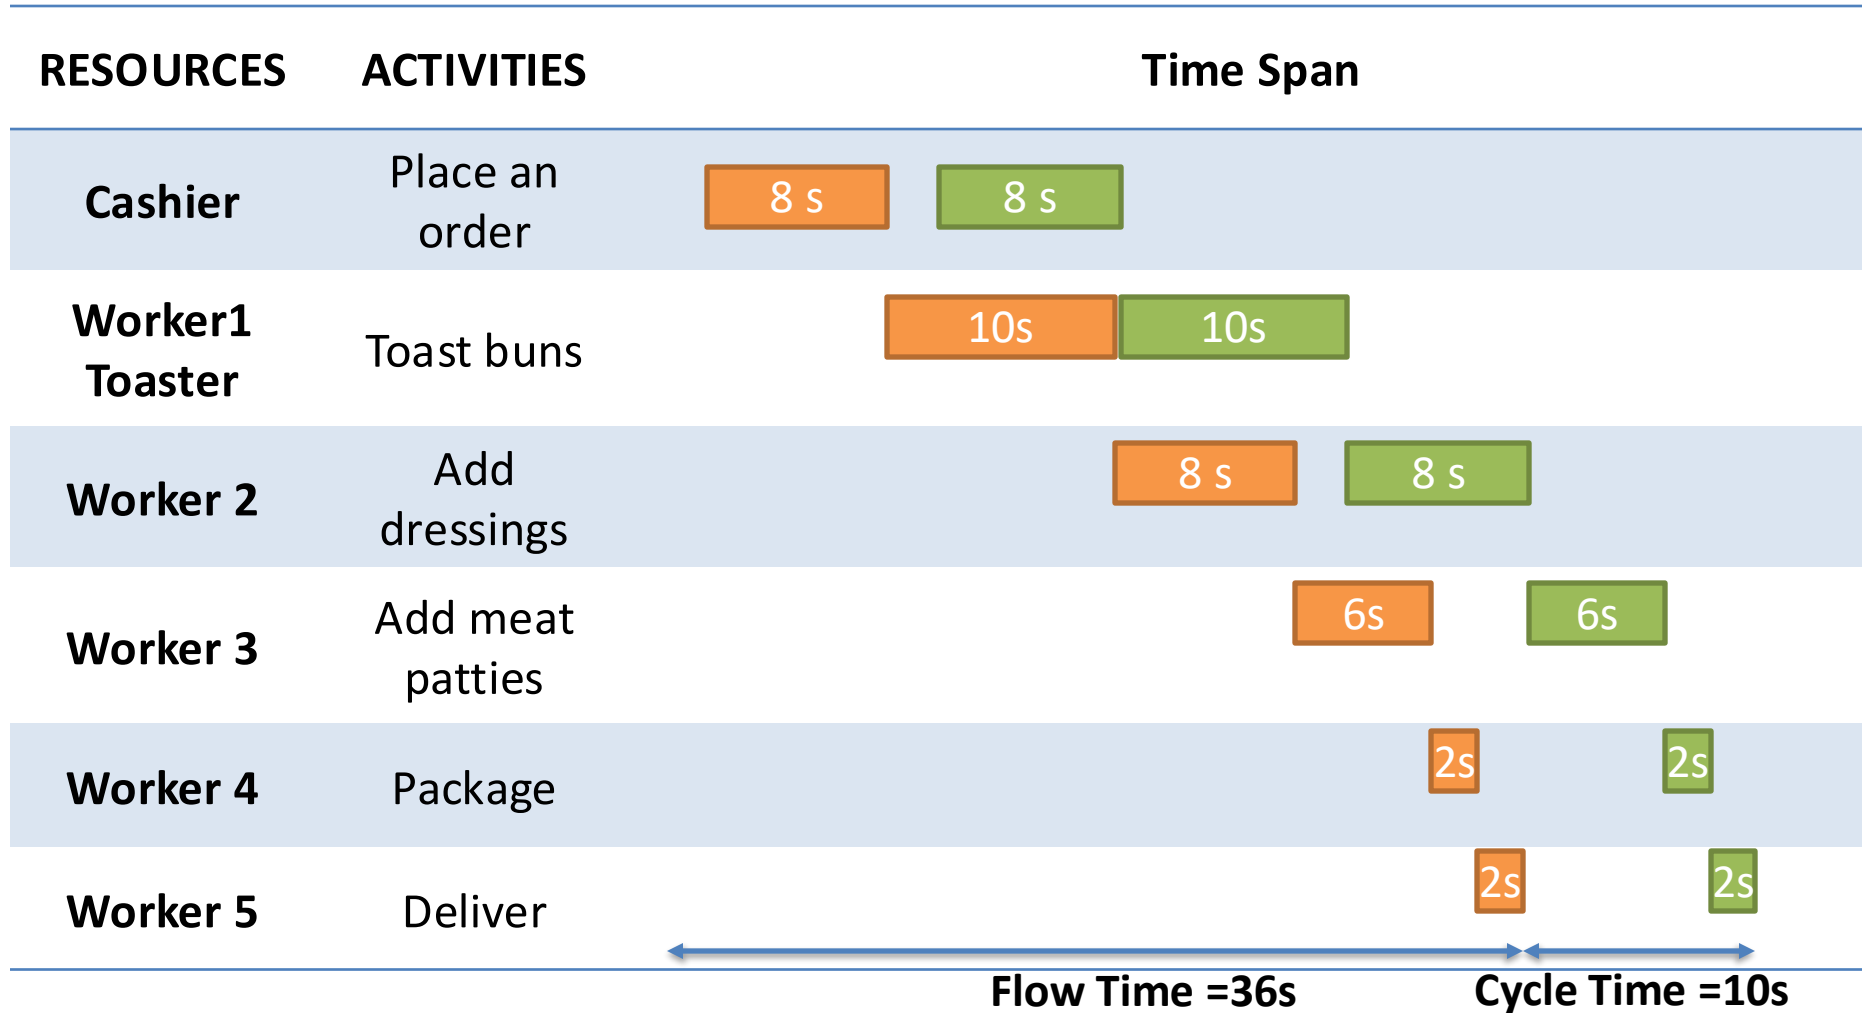 RESOURCES ACTIVITIES Time Span
Cashier
Place an
order
8 s 8 s
Worker1
Toaster
Toast buns
10s 10s
Worker 2
Add
dressings
8 s 8 s
Worker 3
Add meat
patties
6s 6s
Worker 4
Package
2s 2s
Worker 5
Deliver
2s 2s
Flow Time =36s Cycle Time =10s